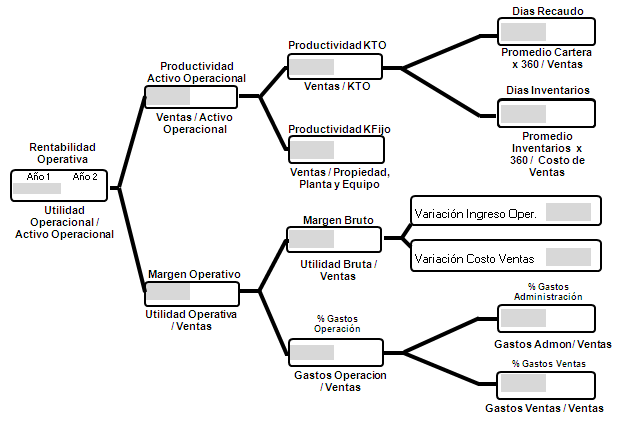 Rentabilidad
Operativa
Año 1 Año 2
Utilidad
Operacional /
Activo Operacional
Productividad
Activo Operacional
Ventas / Activo
Operacional
Margen Operativo
Utilidad Operativa
/ Ventas
Productividad KTO
Ventas / KTO
Productividad KFijo
Ventas / Propiedad,
Planta y Equipo
Margen Bruto
Utilidad Bruta /
Ventas
% Gastos
Operación
Gastos Operacion
/ Ventas
Dias Recaudo
Promedio Cartera
x 360 / Ventas
Dias Inventarios
Promedio
Inventarios x
360 / Costo de
Ventas
Variación Ingreso Oper.
Variación Costo Ventas
% Gastos
Administración
Gastos Admon/ Ventas
% Gastos Ventas
Gastos Ventas / Ventas